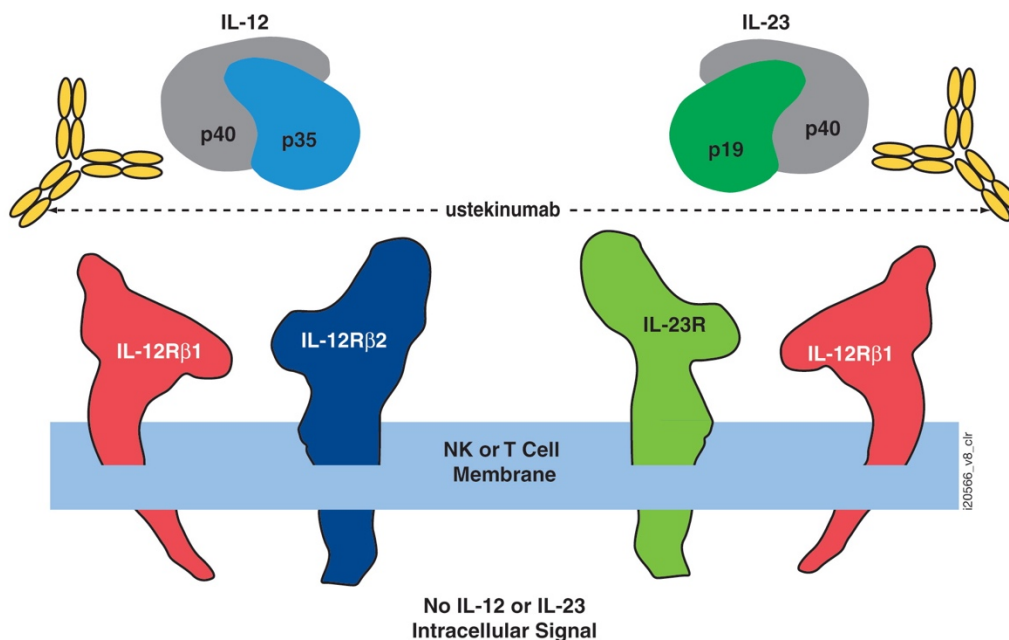 IL-12
IL-23
p40
p35
p19
p40
ustekinumab
IL-12Rβ1
IL-12Rβ2
IL-23R
IL-12Rβ1
NK or T Cell
Membrane
i20566_v8_clr
No IL-12 or IL-23
Intracellular Signal